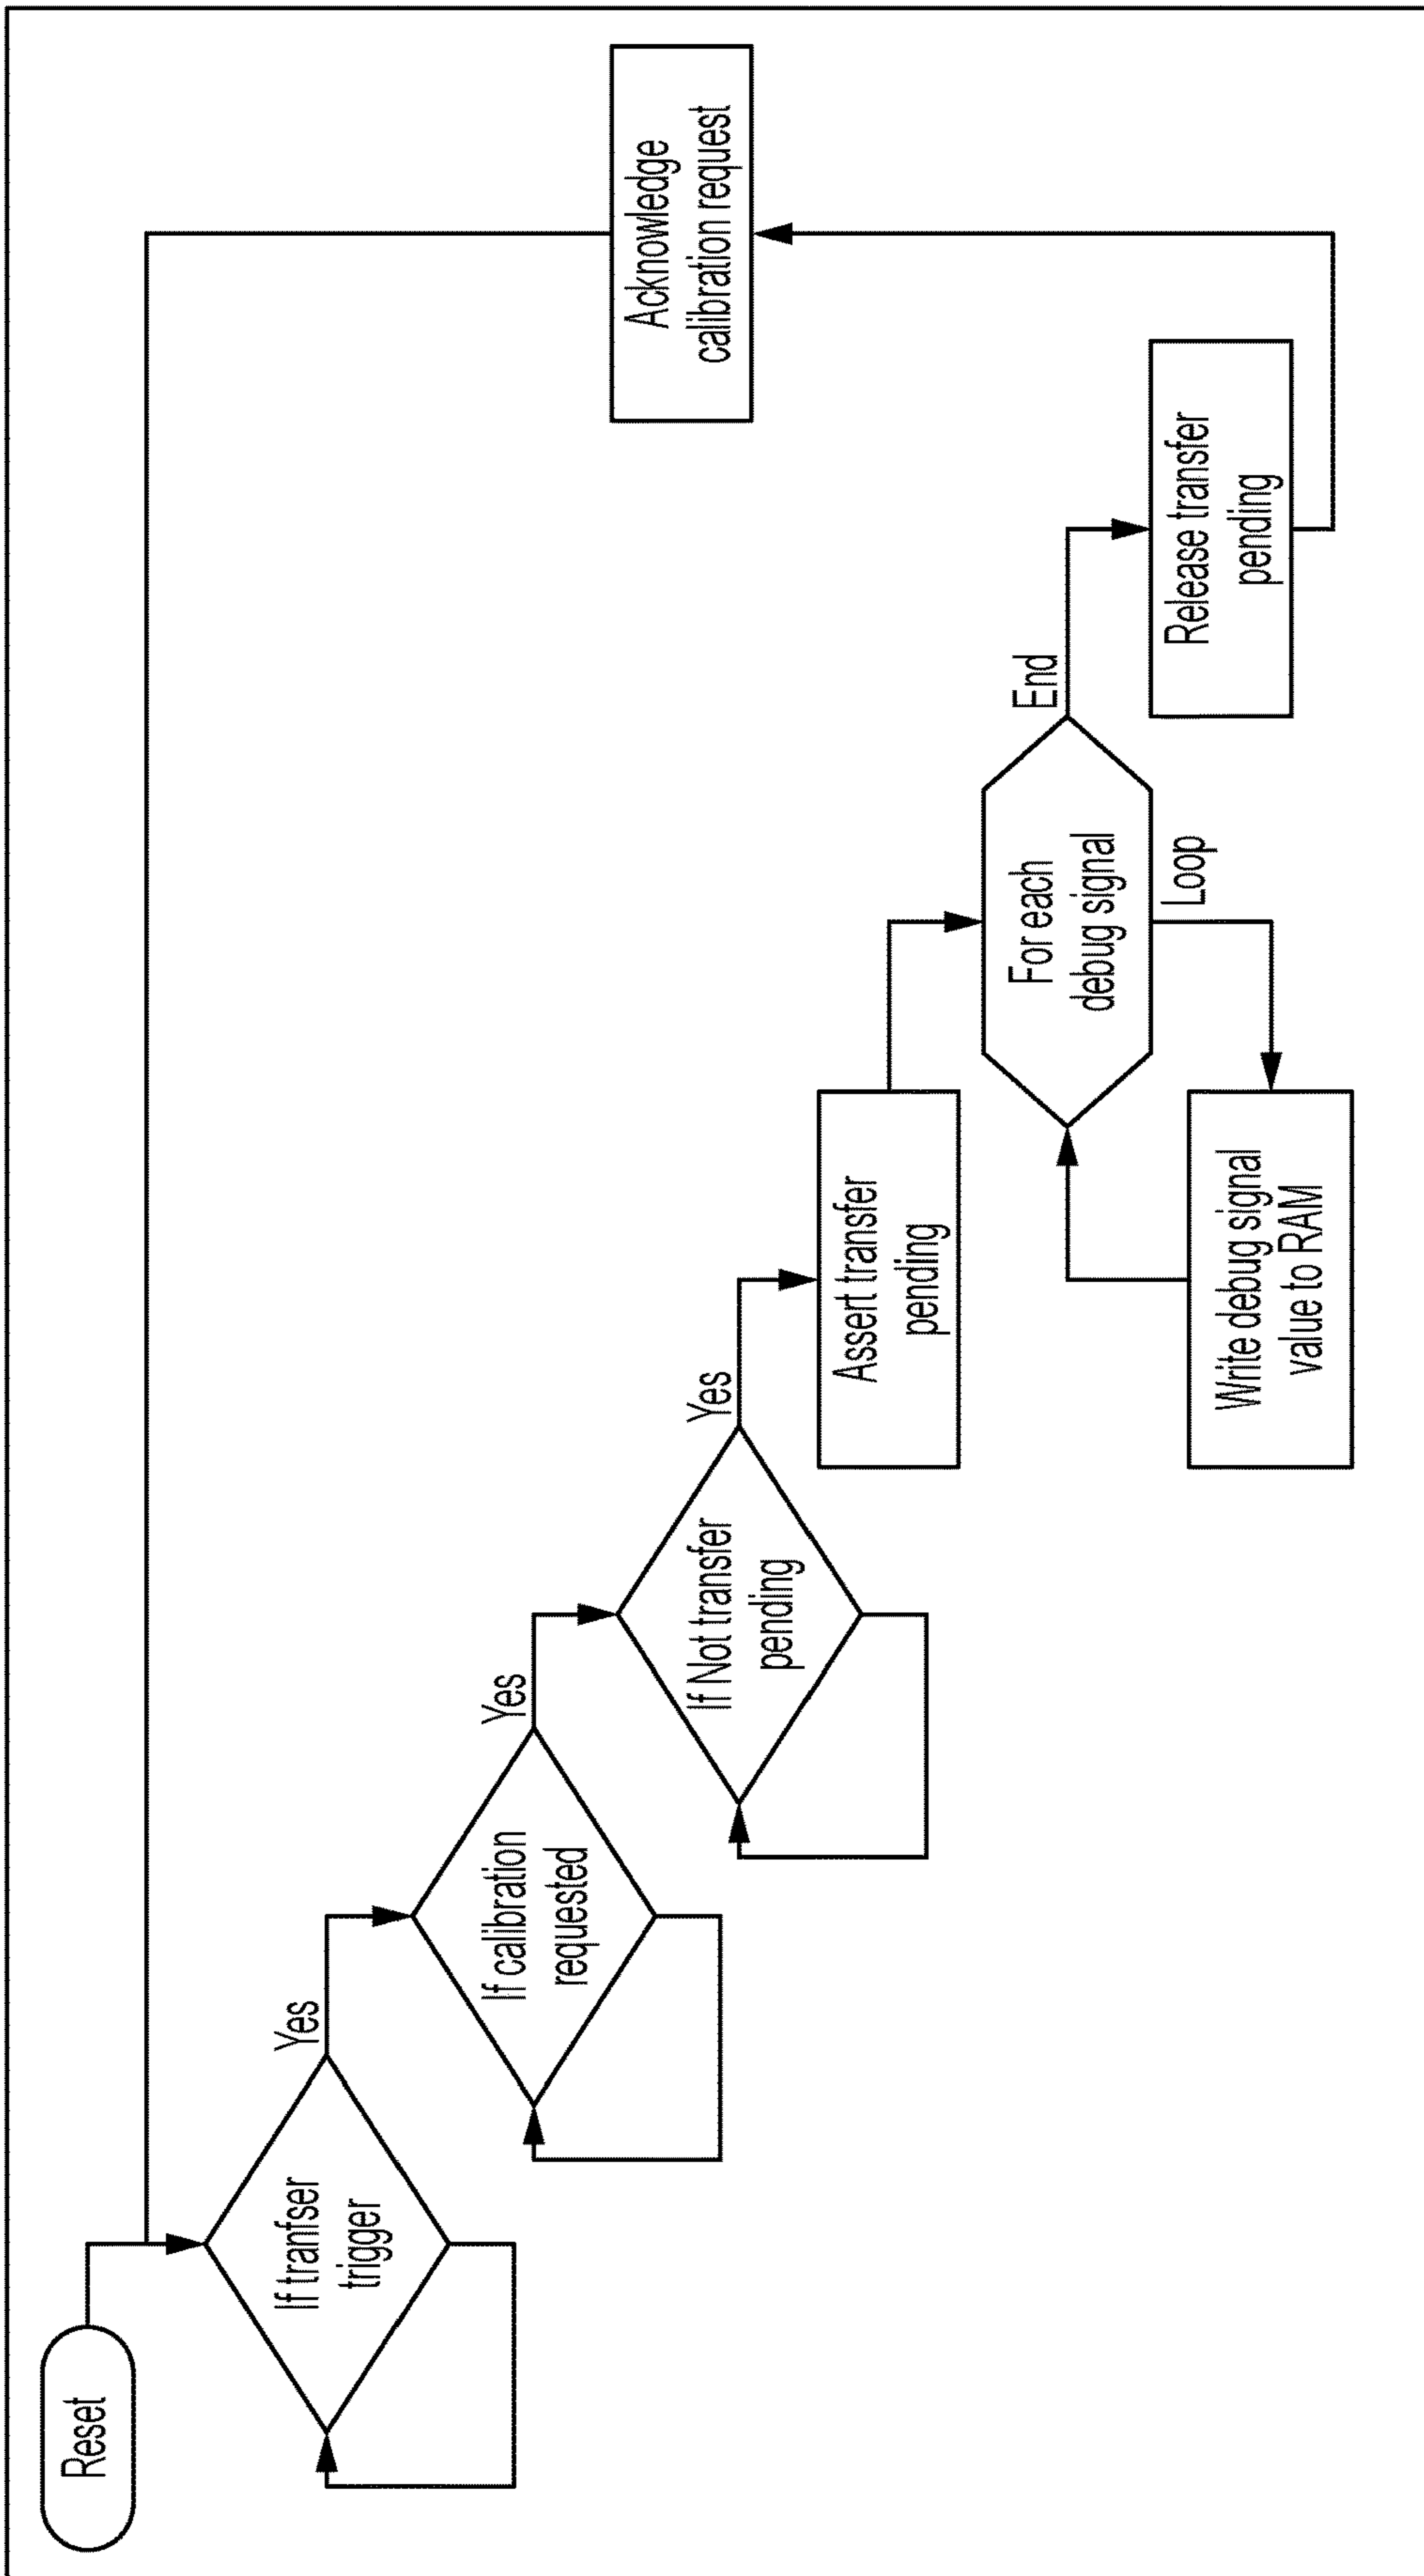 Reset
If tranfser
trigger
Yes
If calibration
requested
Yes
If Not transfer
pending
Yes
Assert transfer
pending
For each
debug signal
Loop
Write debug signal
value to RAM
End
Release transfer
pending
Acknowledge
calibration request